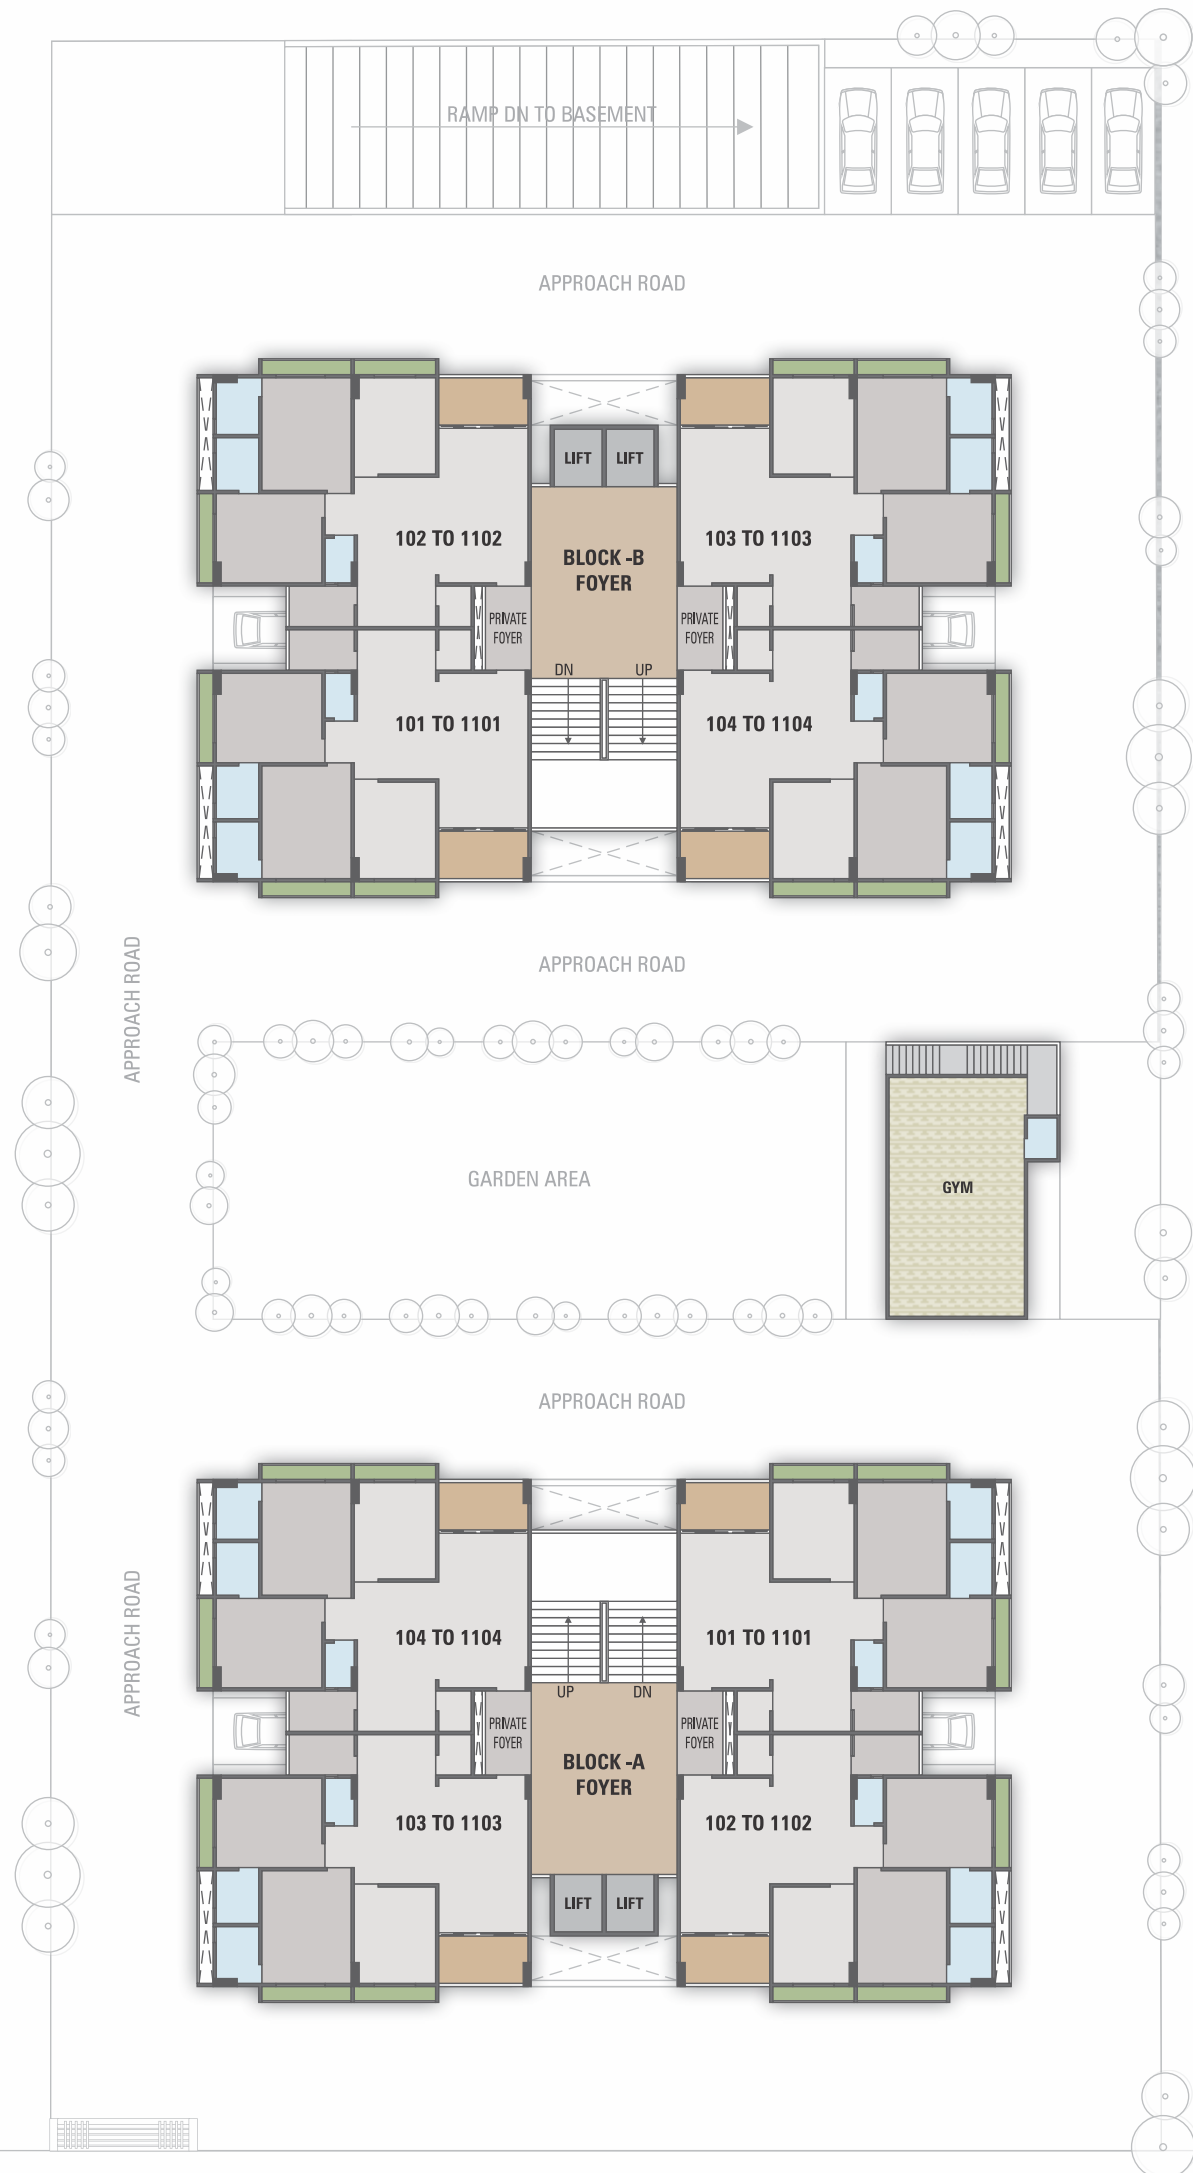 RAMP DN TO BASEMENT
APPROACH ROAD
LIFT LIFT
102 TO 1102
BLOCK -B
FOYER
103 TO 1103
PRIVATE
FOYER
PRIVATE
FOYER
DN UP
101 TO 1101
104 TO 1104
APPROACH ROAD
APPROACH ROAD
GARDEN AREA
GYM
APPROACH ROAD
APPROACH ROAD
104 TO 1104
101 TO 1101
UP DN
PRIVATE
FOYER
PRIVATE
FOYER
BLOCK -A
FOYER
103 TO 1103
102 TO 1102
LIFT LIFT